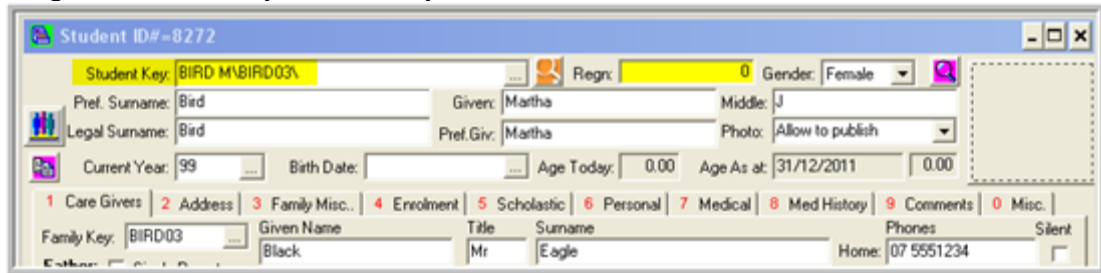 Student ID#=8272
Student Key: BIRD M\BIRD03\ ... Regn: 0 Gender: Female
Pref. Surname: Bird Given: Martha Middle: J
Legal Surname: Bird Pref.Giv: Martha Photo: Allow to publish
Current Year: 99 ... Birth Date: ... Age Today: 0.00 Age As at: 31/12/2011 0.00
1 Care Givers 2 Address 3 Family Misc.. 4 Enrolment 5 Scholastic 6 Personal 7 Medical 8 Med History 9 Comments 0 Misc.
Family Key: BIRD03 ... Given Name Title Surname Phones Silent
Black Mr Eagle Home: 07 5551234